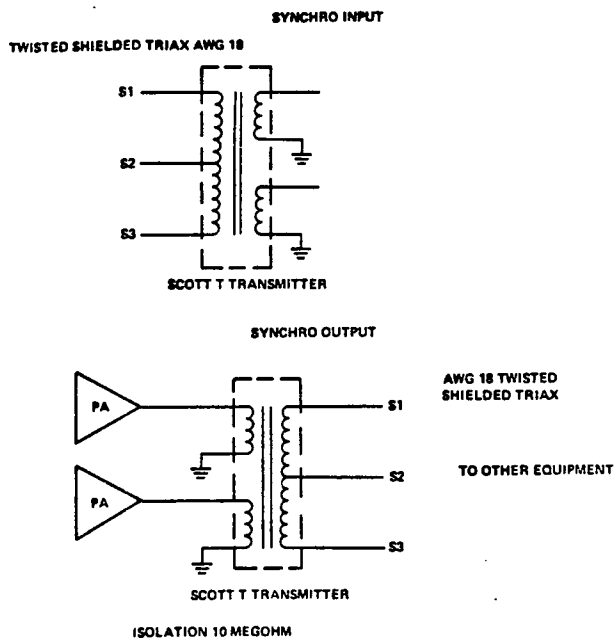 SYNCHRO INPUT
TWISTED SHIELDED TRIAX AWG 18
S1
S2
S3
SCOTT T TRANSMITTER
SYNCHRO OUTPUT
AWG 18 TWISTED
SHIELDED TRIAX
PA
S1
S2
TO OTHER EQUIPMENT
PA
S3
SCOTT T TRANSMITTER
ISOLATION 10 MEGOHM